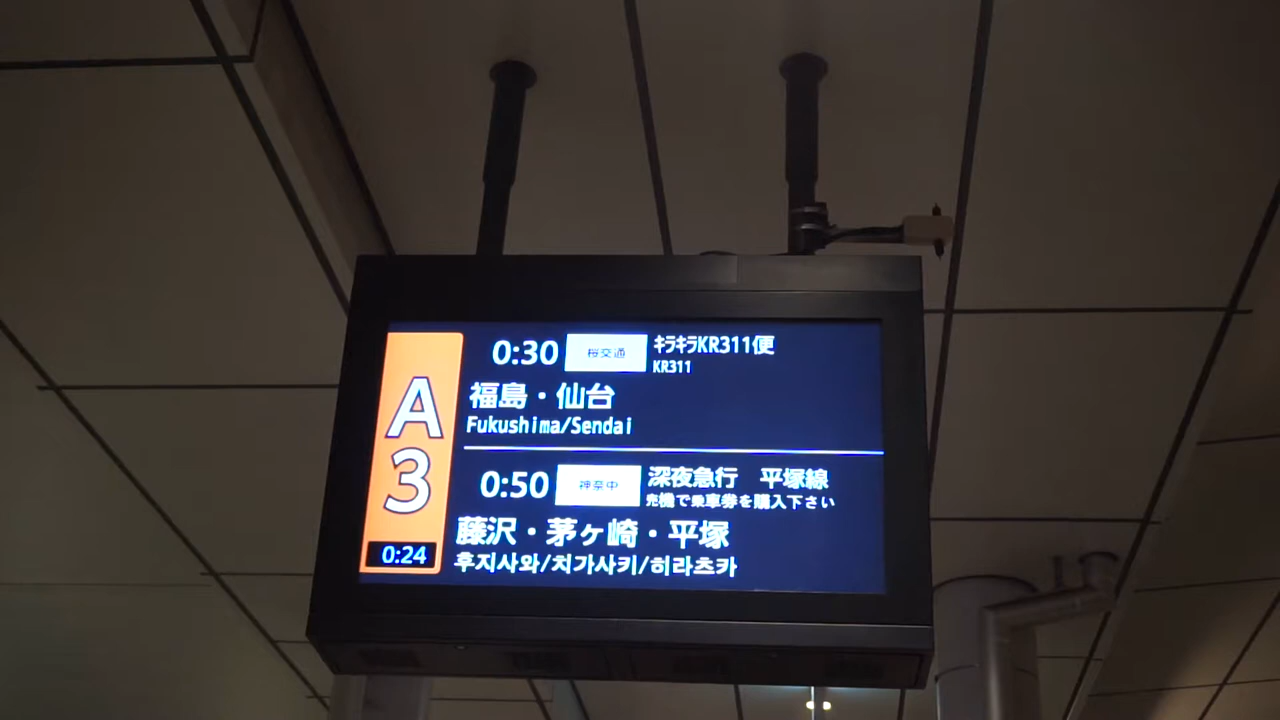 A
3
0:24
0:30 桜交通 キラキラKR311便
KR311
福島・仙台
Fukushima/Sendai
0:50 神奈中 深夜急行 平塚線
売機で乗車券を購入下さい
藤沢・茅ヶ崎・平塚
후지사와/치가사키/히라츠카